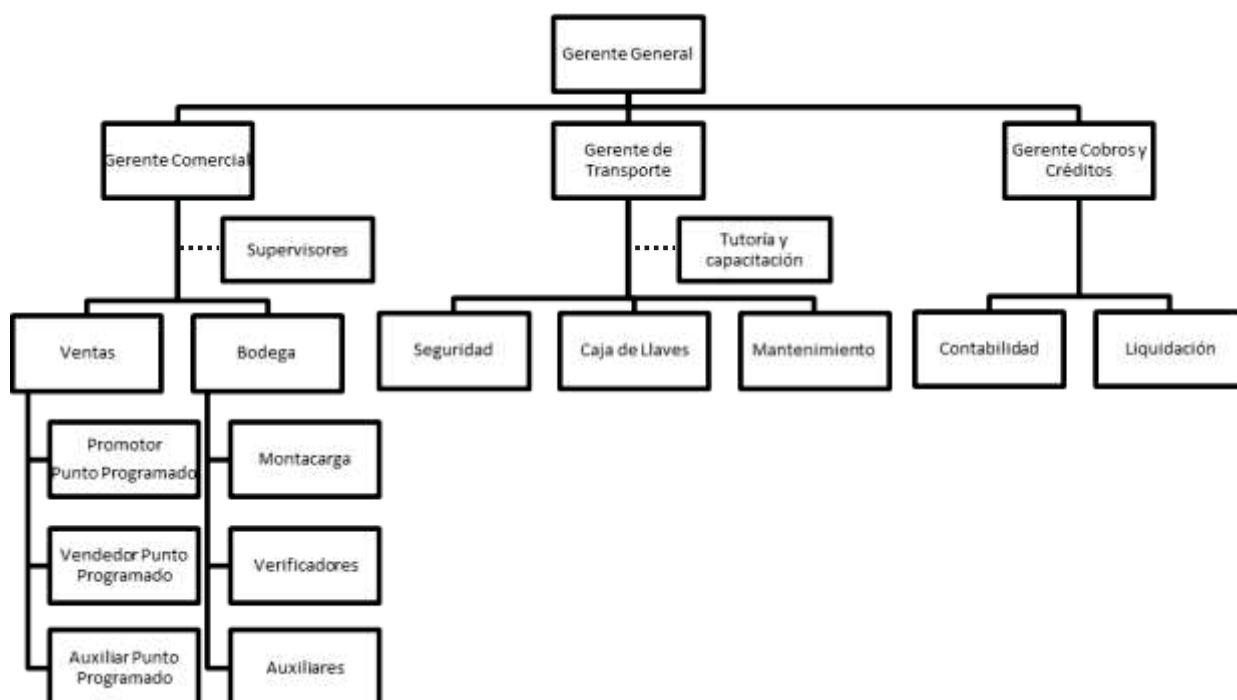 Gerente General
Gerente Comercial
Gerente de
Transporte
Gerente Cobros y
Créditos
Supervisores
Tutoría y
capacitación
Ventas
Bodega
Seguridad
Caja de Llaves
Mantenimiento
Contabilidad
Liquidación
Promotor
Punto Programado
Montacarga
Vendedor Punto
Programado
Verificadores
Auxiliar Punto
Programado
Auxiliares